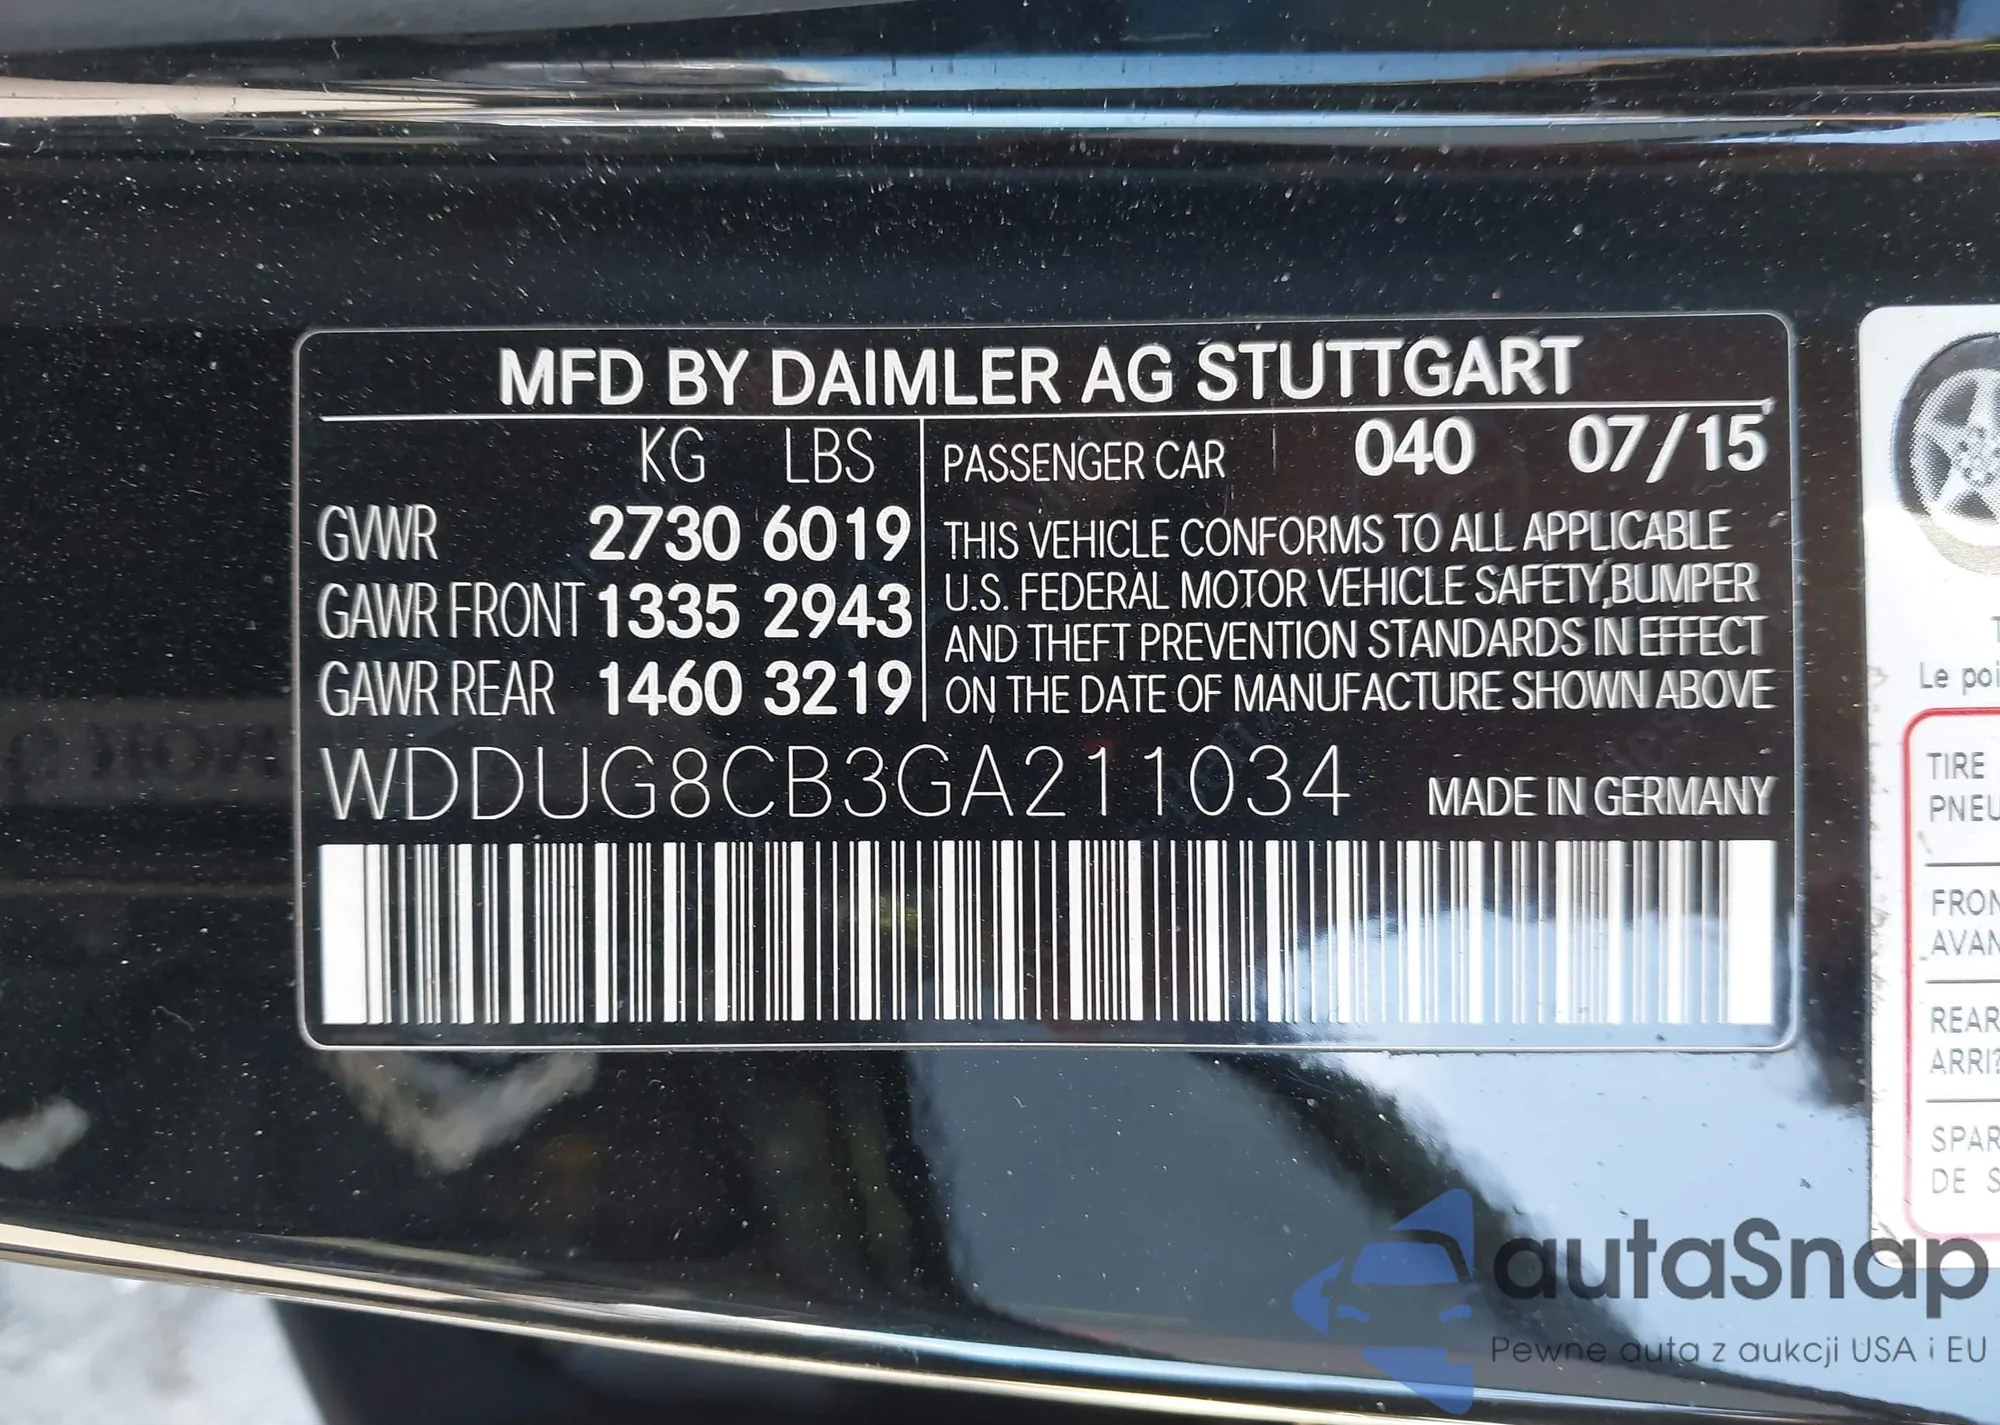 MFD BY DAIMLER AG STUTTGART
KG LBS
GVWR 2730 6019
GAWR FRONT 1335 2943
GAWR REAR 1460 3219
PASSENGER CAR 040 07/15
THIS VEHICLE CONFORMS TO ALL APPLICABLE
U.S. FEDERAL MOTOR VEHICLE SAFETY,BUMPER
AND THEFT PREVENTION STANDARDS IN EFFECT
ON THE DATE OF MANUFACTURE SHOWN ABOVE
WDDUG8CB3GA211034 MADE IN GERMANY
Le poi
TIRE
PNEU
FRON
AVAN
REAR
ARRI
SPAR
DE S
autaSnap
Pewne auta z aukcji USA i EU